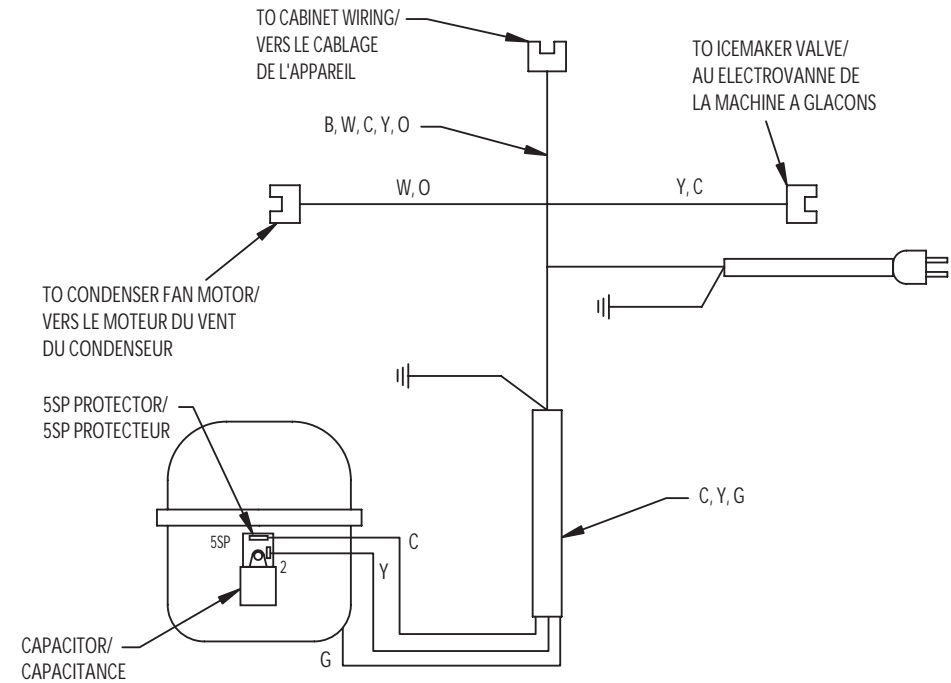 TO CABINET WIRING/
VERS LE CABLAGE
DE L'APPAREIL
TO ICEMAKER VALVE/
AU ELECTROVANNE DE
LA MACHINE A GLACONS
B, W, C, Y, O
W, O
Y, C
TO CONDENSER FAN MOTOR/
VERS LE MOTEUR DU VENT
DU CONDENSEUR
5SP PROTECTOR/
5SP PROTECTEUR
C, Y, G
5SP
C
2
Y
CAPACITOR/
CAPACITANCE
G